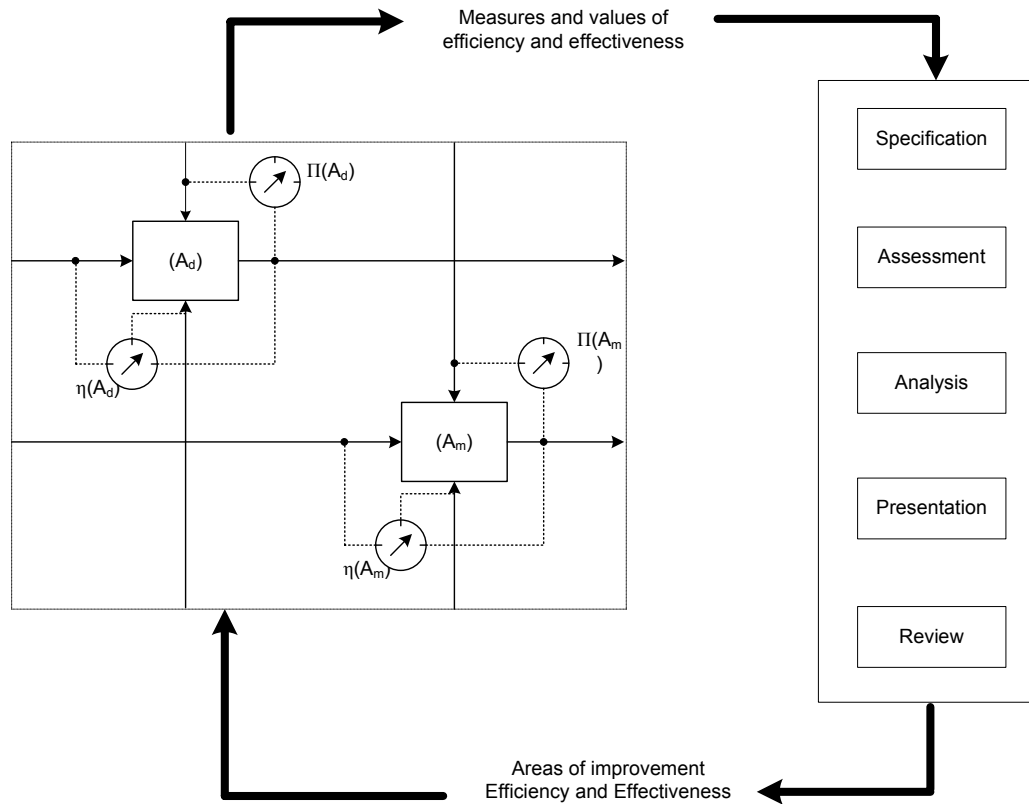 Measures and values of
efficiency and effectiveness
Specification
Assessment
Analysis
Presentation
Review
Π(Ad)
(Ad)
η(Ad)
Π(Am
)
(Am)
η(Am)
Areas of improvement
Efficiency and Effectiveness